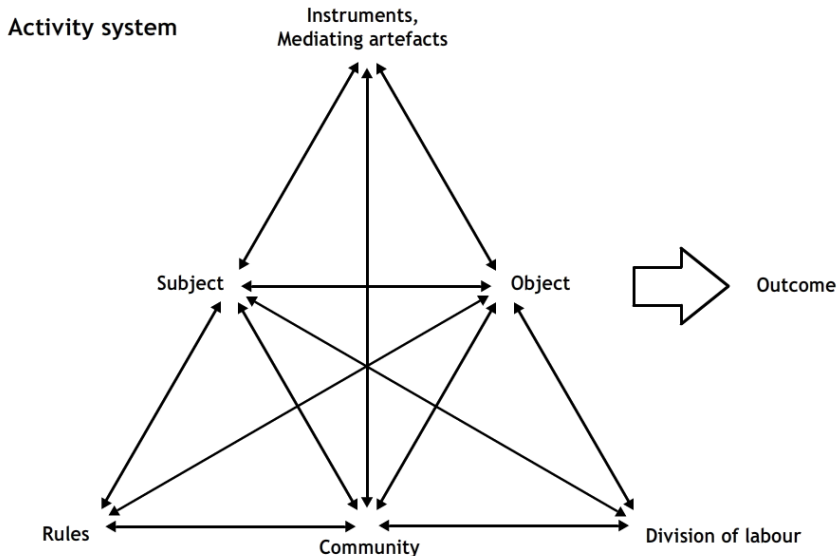 Activity system
Instruments,
Mediating artefacts
Subject
Object
Outcome
Rules
Community
Division of labour